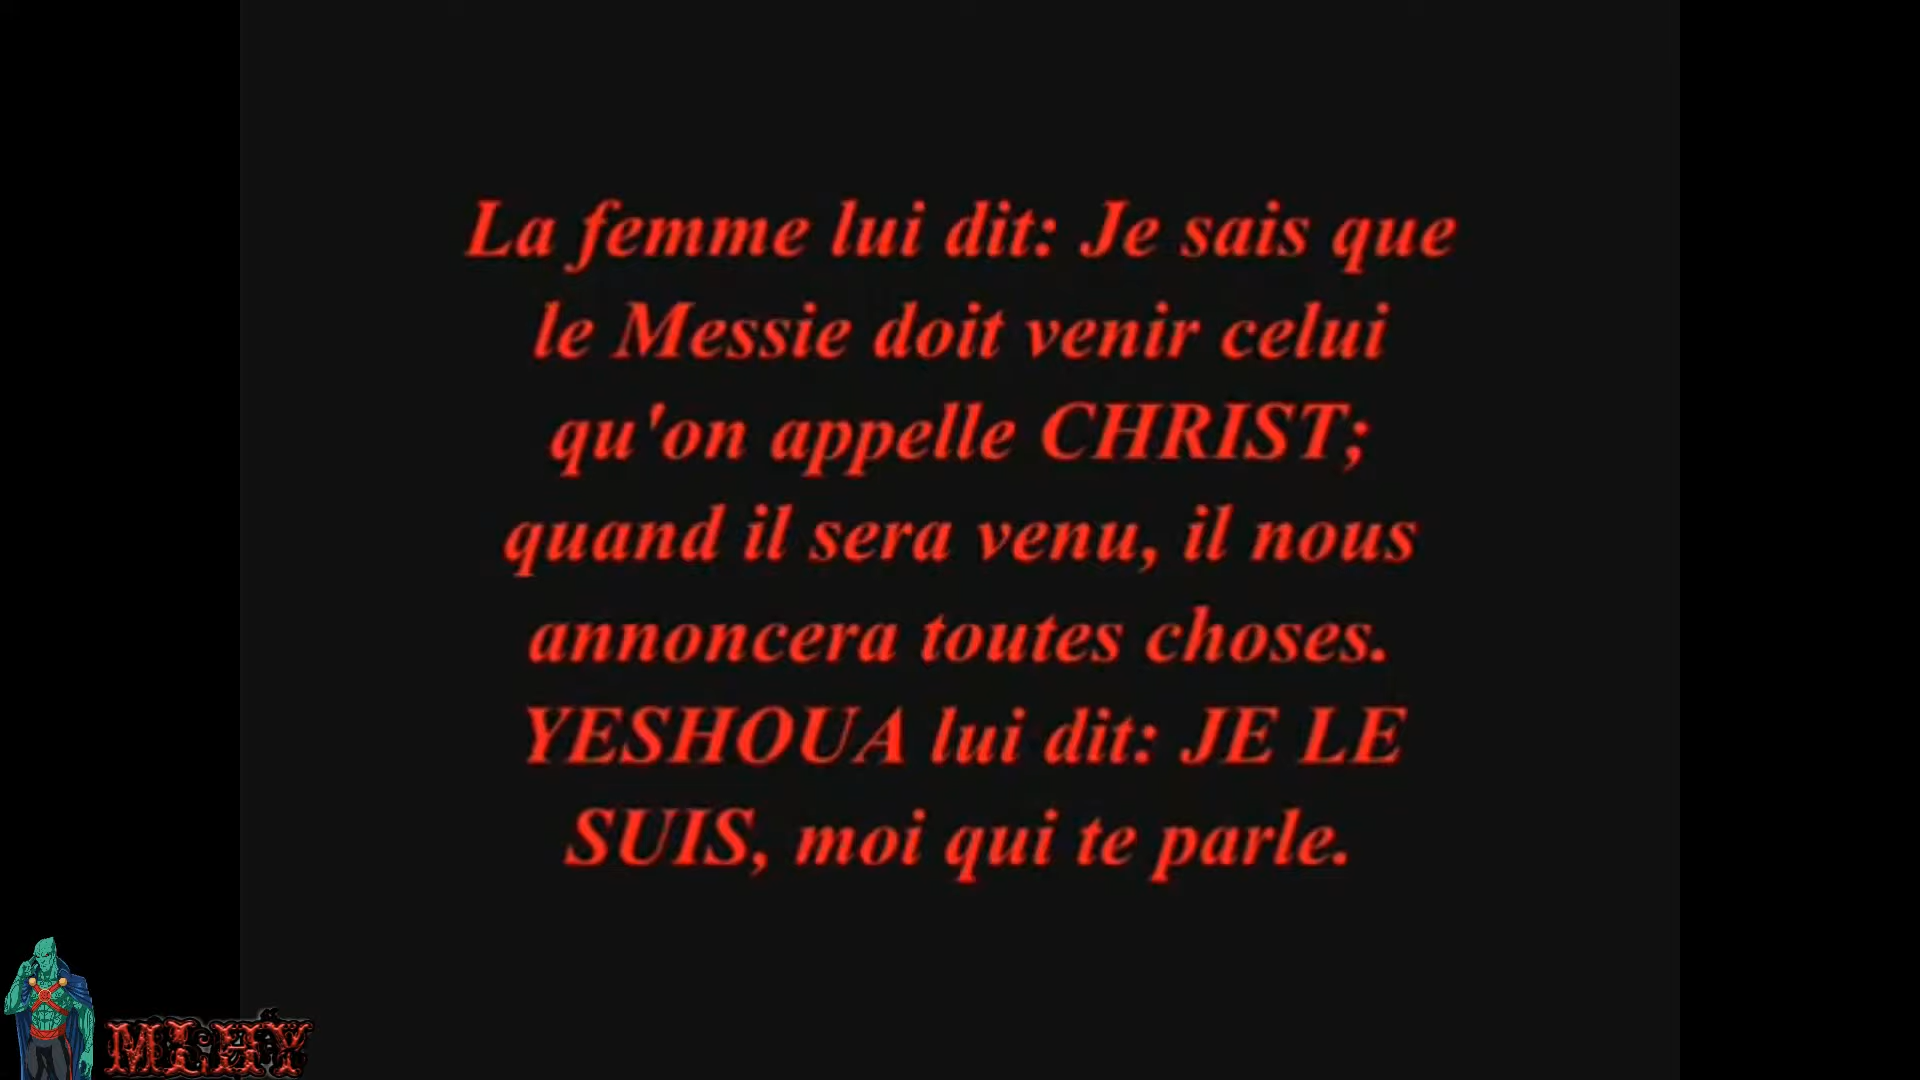 La femme lui dit: Je sais que
le Messie doit venir celui
qu'on appelle CHRIST;
quand il sera venu, il nous
annoncera toutes choses.
YESHOUA lui dit: JE LE
SUIS, moi qui te parle.
MLHY